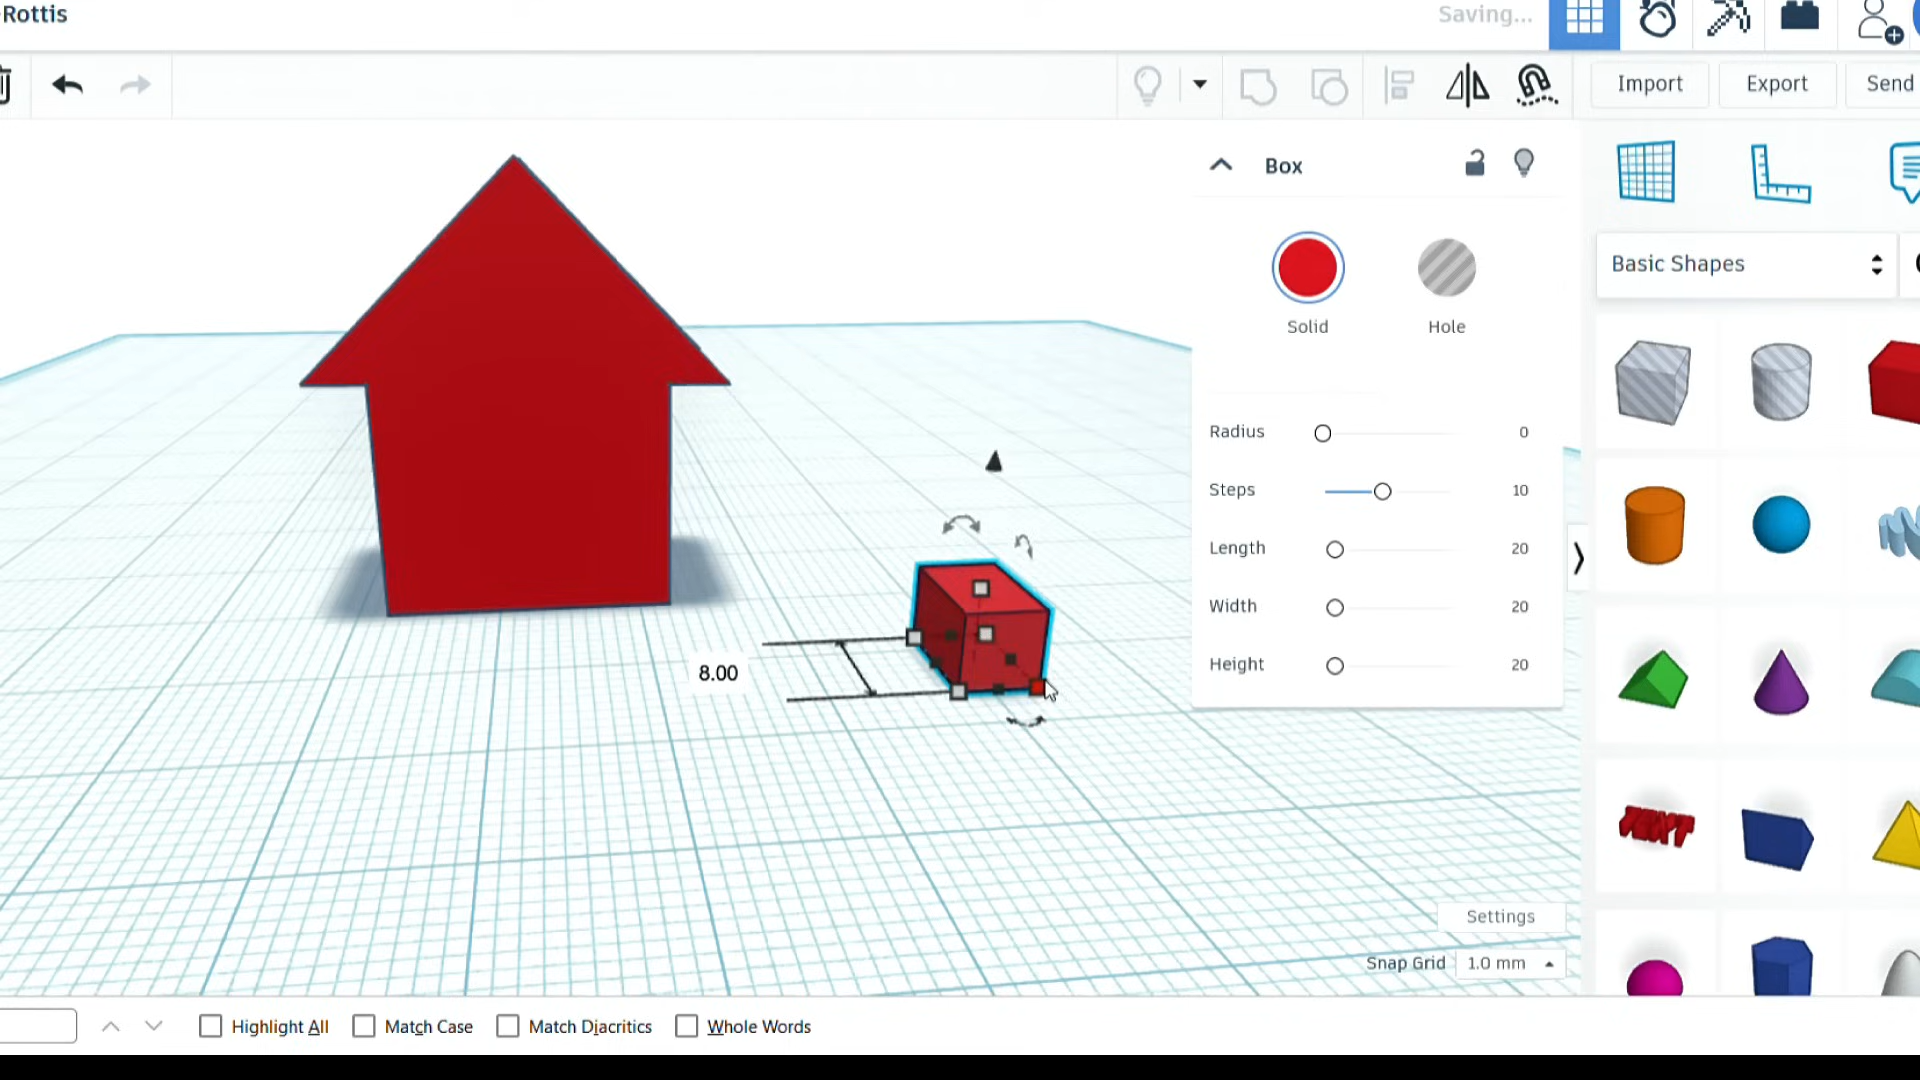 Rottis
Saving...
Import
Export
Send
Box
Solid
Hole
Basic Shapes
Radius
0
Steps
10
Length
20
Width
20
Height
20
8.00
TEXT
Settings
Snap Grid
1.0 mm
Highlight All
Match Case
Match Diacritics
Whole Words